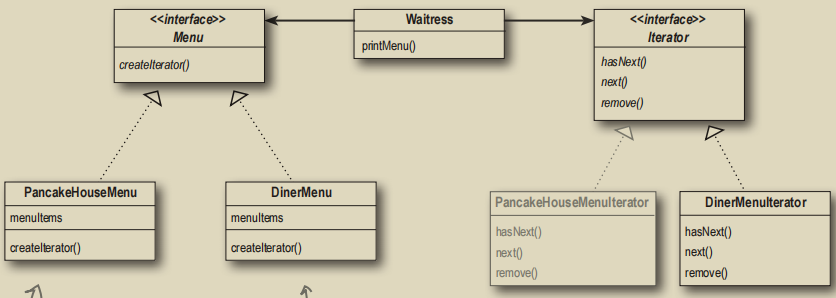 <<interface>>
Menu
createIterator()
Waitress
printMenu()
<<interface>>
Iterator
hasNext()
next()
remove()
PancakeHouseMenu
menuItems
createIterator()
DinerMenu
menuItems
createIterator()
PancakeHouseMenuIterator
hasNext()
next()
remove()
DinerMenuIterator
hasNext()
next()
remove()